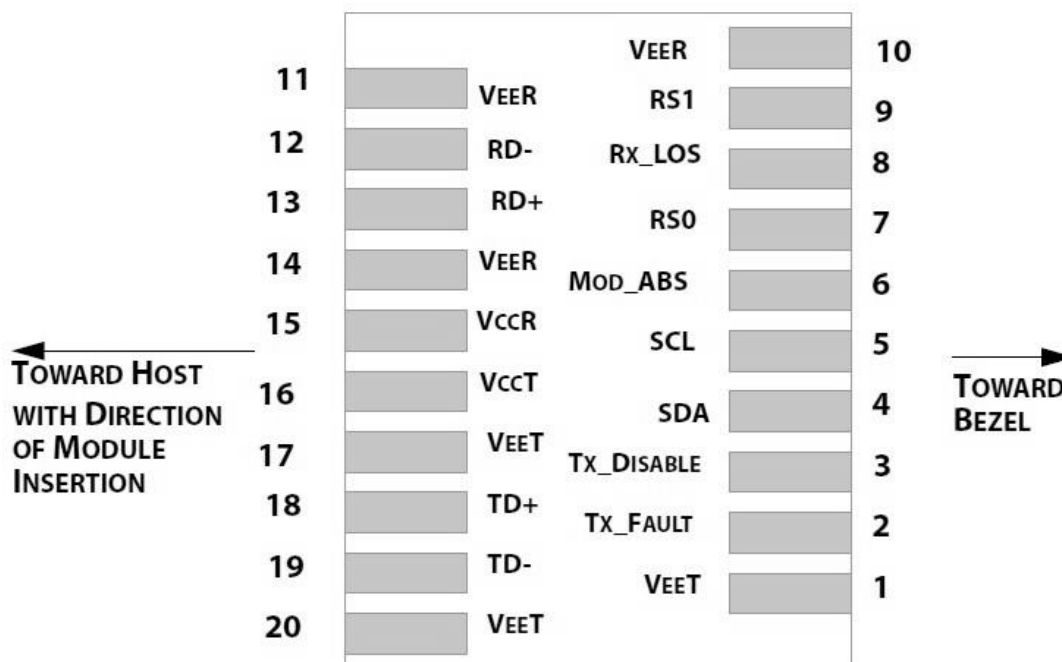 VEER 10
11 VEER
RS1 9
12 RD-
RX_LOS 8
13 RD+
RS0 7
14 VEER
MOD_ABS 6
15 VCCR
SCL 5
16 VCCT
SDA 4
17 VEET
TX_DISABLE 3
18 TD+
TX_FAULT 2
19 TD-
VEET 1
20 VEET
TOWARD HOST
WITH DIRECTION
OF MODULE
INSERTION
TOWARD
BEZEL